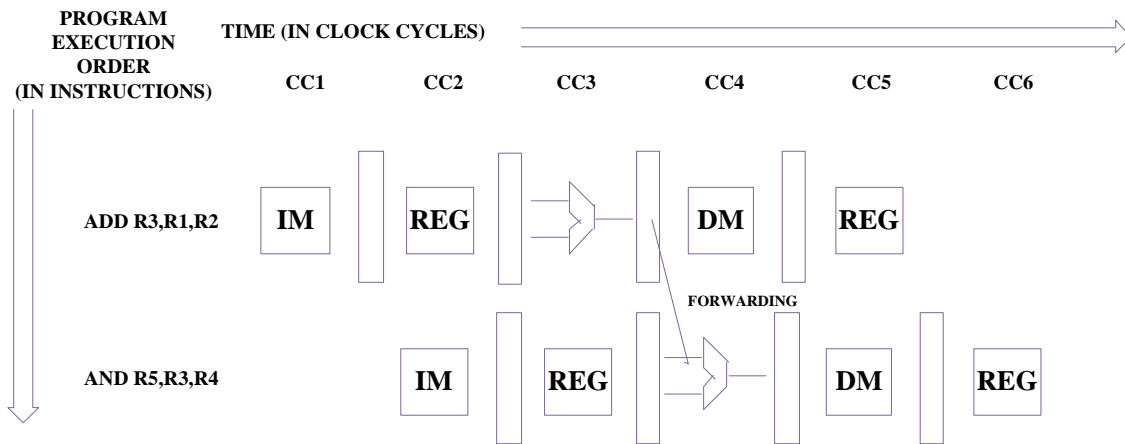 PROGRAM
EXECUTION
ORDER
(IN INSTRUCTIONS)
TIME (IN CLOCK CYCLES)
CC1 CC2 CC3 CC4 CC5 CC6
ADD R3,R1,R2
IM REG DM REG
FORWARDING
AND R5,R3,R4
IM REG DM REG